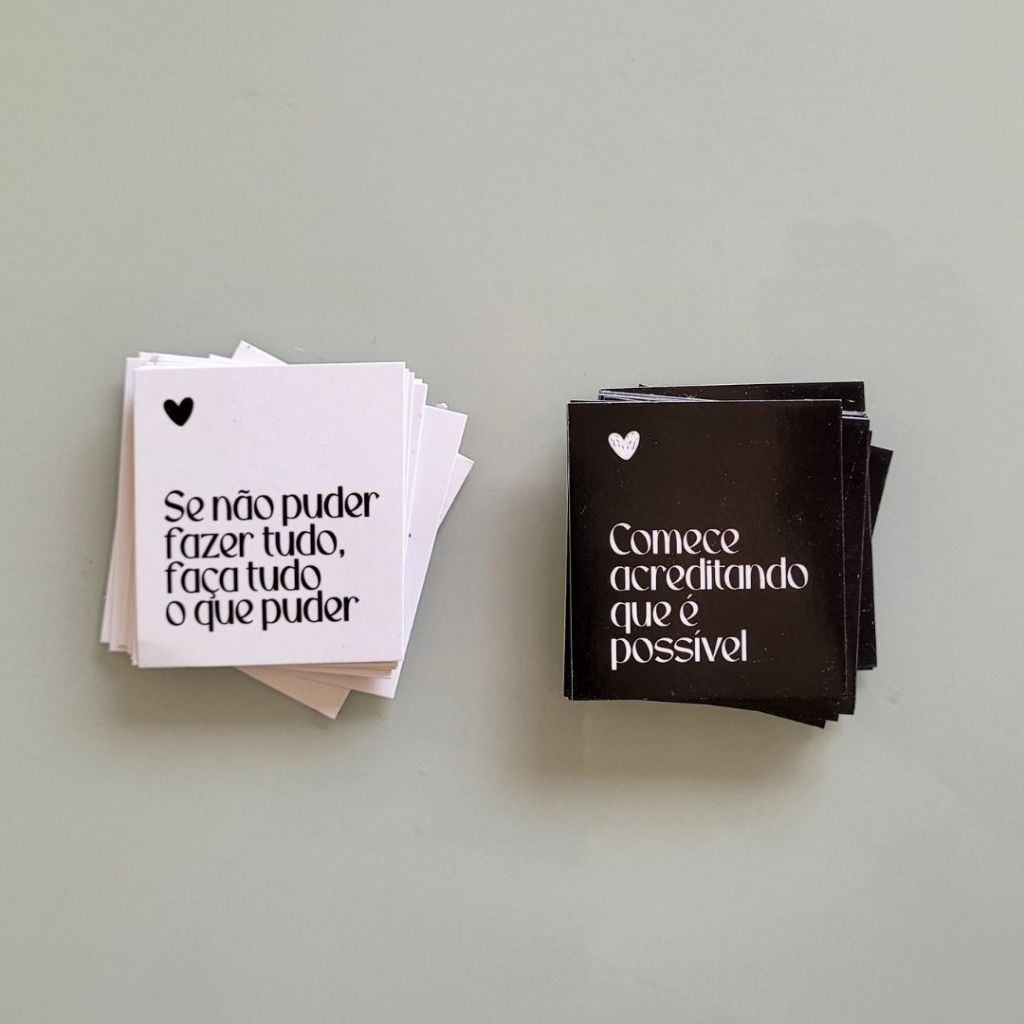 Se não puder
fazer tudo,
faça tudo
o que puder
Comece
acreditando
que é
possível